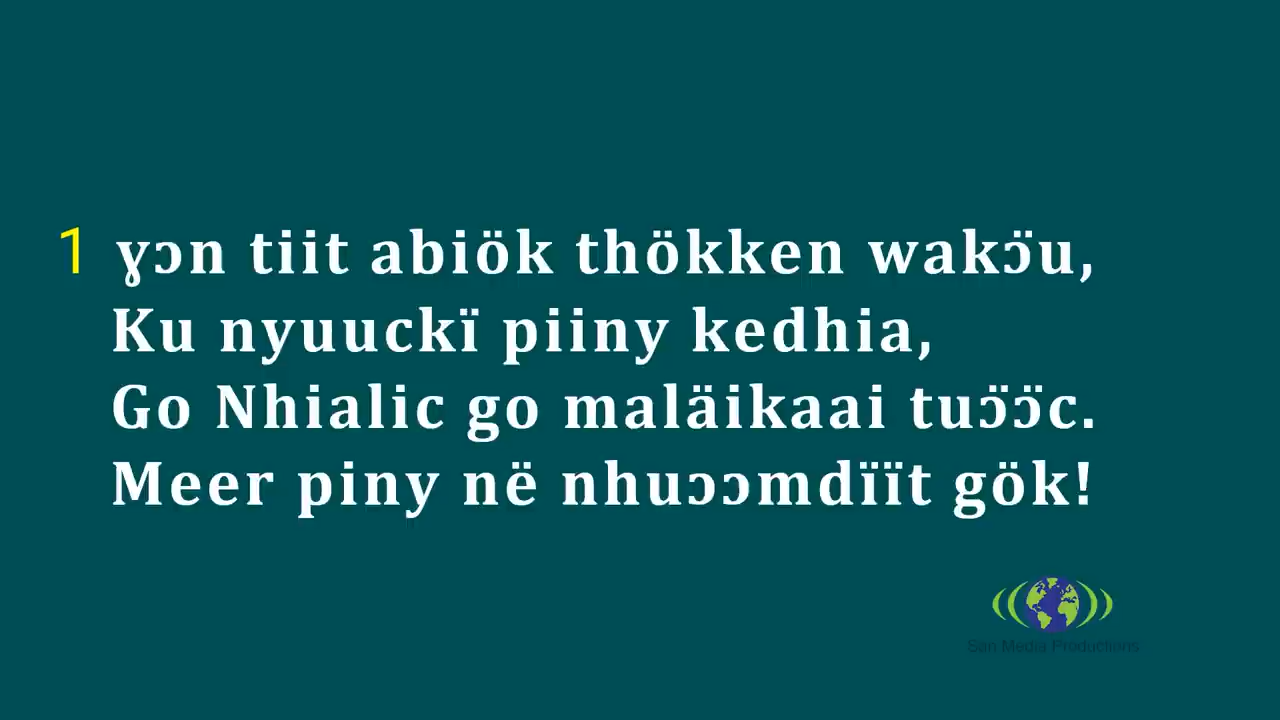 1 ɣɔn tiit abiök thökken wakɔ̈u,
Ku nyuuckï piiny kedhia,
Go Nhialic go maläikaai tuɔ̈ɔ̈c.
Meer piny në nhuɔɔmdïït gök!
Siin Media Productions